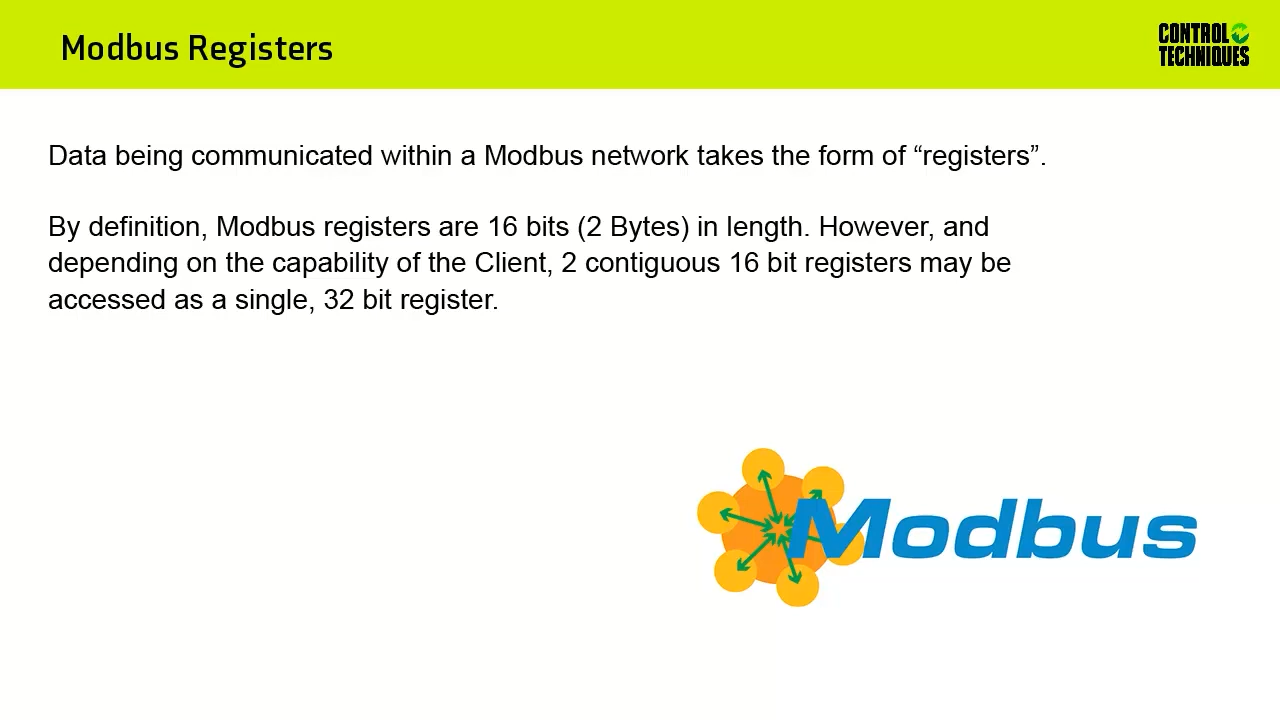 Modbus Registers
CONTROL
TECHNIQUES
Data being communicated within a Modbus network takes the form of “registers”.
By definition, Modbus registers are 16 bits (2 Bytes) in length. However, and
depending on the capability of the Client, 2 contiguous 16 bit registers may be
accessed as a single, 32 bit register.
Modbus